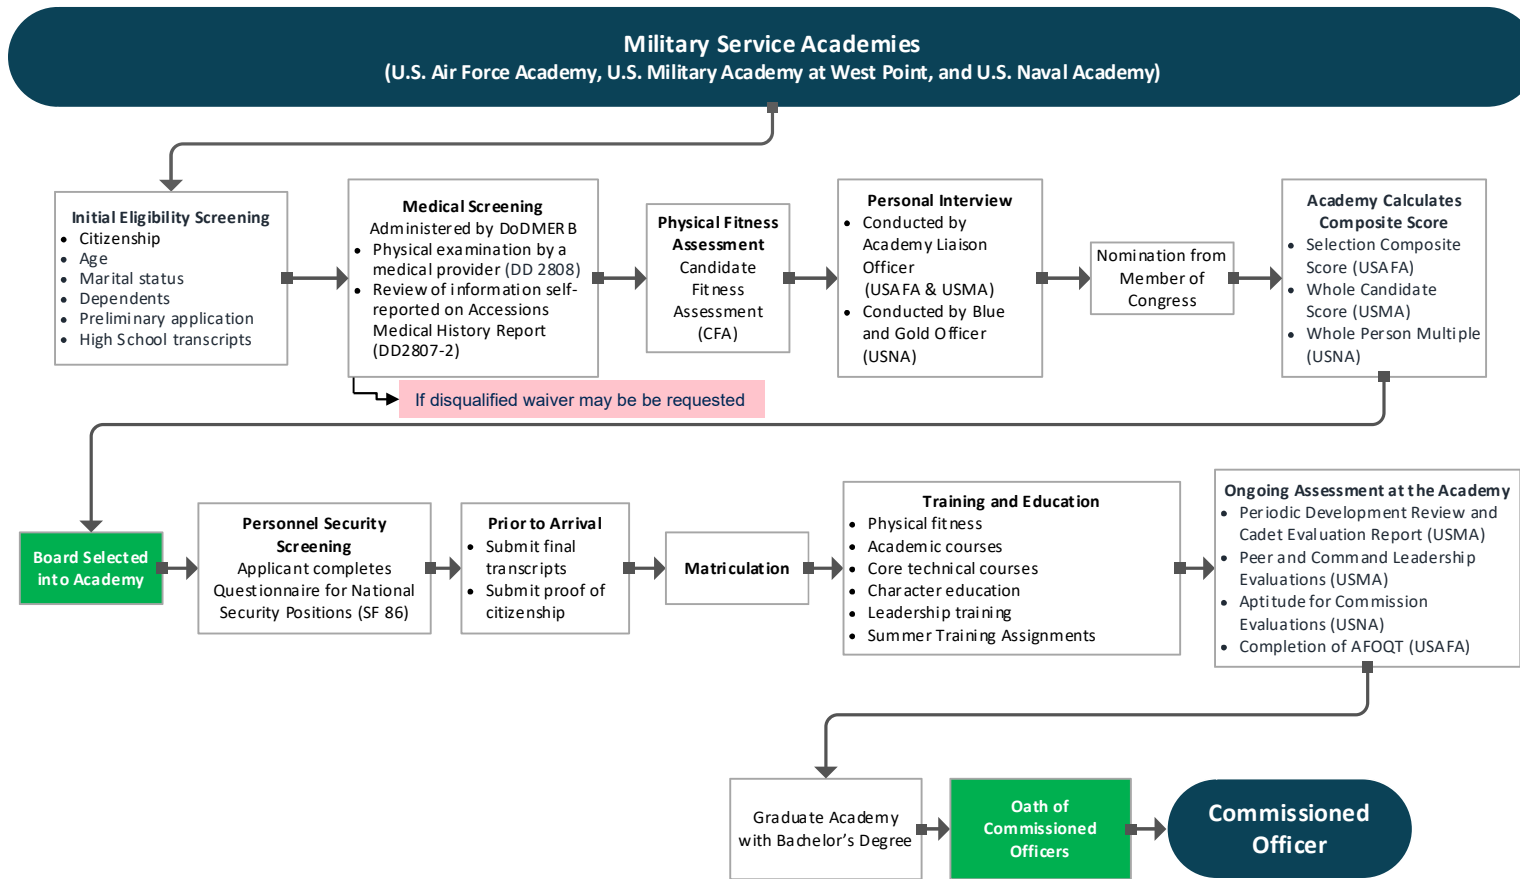 Military Service Academies
(U.S. Air Force Academy, U.S. Military Academy at West Point, and U.S. Naval Academy)
Initial Eligibility Screening
• Citizenship
• Age
• Marital status
• Dependents
• Preliminary application
• High School transcripts
Medical Screening
Administered by DoDMERB
• Physical examination by a
medical provider (DD 2808)
• Review of information self-
reported on Accessions
Medical History Report
(DD2807-2)
If disqualified waiver may be be requested
Physical Fitness
Assessment
Candidate
Fitness
Assessment
(CFA)
Personal Interview
• Conducted by
Academy Liaison
Officer
(USAFA & USMA)
• Conducted by Blue
and Gold Officer
(USNA)
Nomination from
Member of
Congress
Academy Calculates
Composite Score
• Selection Composite
Score (USAFA)
• Whole Candidate
Score (USMA)
• Whole Person Multiple
(USNA)
Board Selected
into Academy
Personnel Security
Screening
Applicant completes
Questionnaire for National
Security Positions (SF 86)
Prior to Arrival
• Submit final
transcripts
• Submit proof of
citizenship
Matriculation
Training and Education
• Physical fitness
• Academic courses
• Core technical courses
• Character education
• Leadership training
• Summer Training Assignments
Ongoing Assessment at the Academy
• Periodic Development Review and
Cadet Evaluation Report (USMA)
• Peer and Command Leadership
Evaluations (USMA)
• Aptitude for Commission
Evaluations (USNA)
• Completion of AFOQT (USAFA)
Graduate Academy
with Bachelor's Degree
Oath of
Commissioned
Officers
Commissioned
Officer